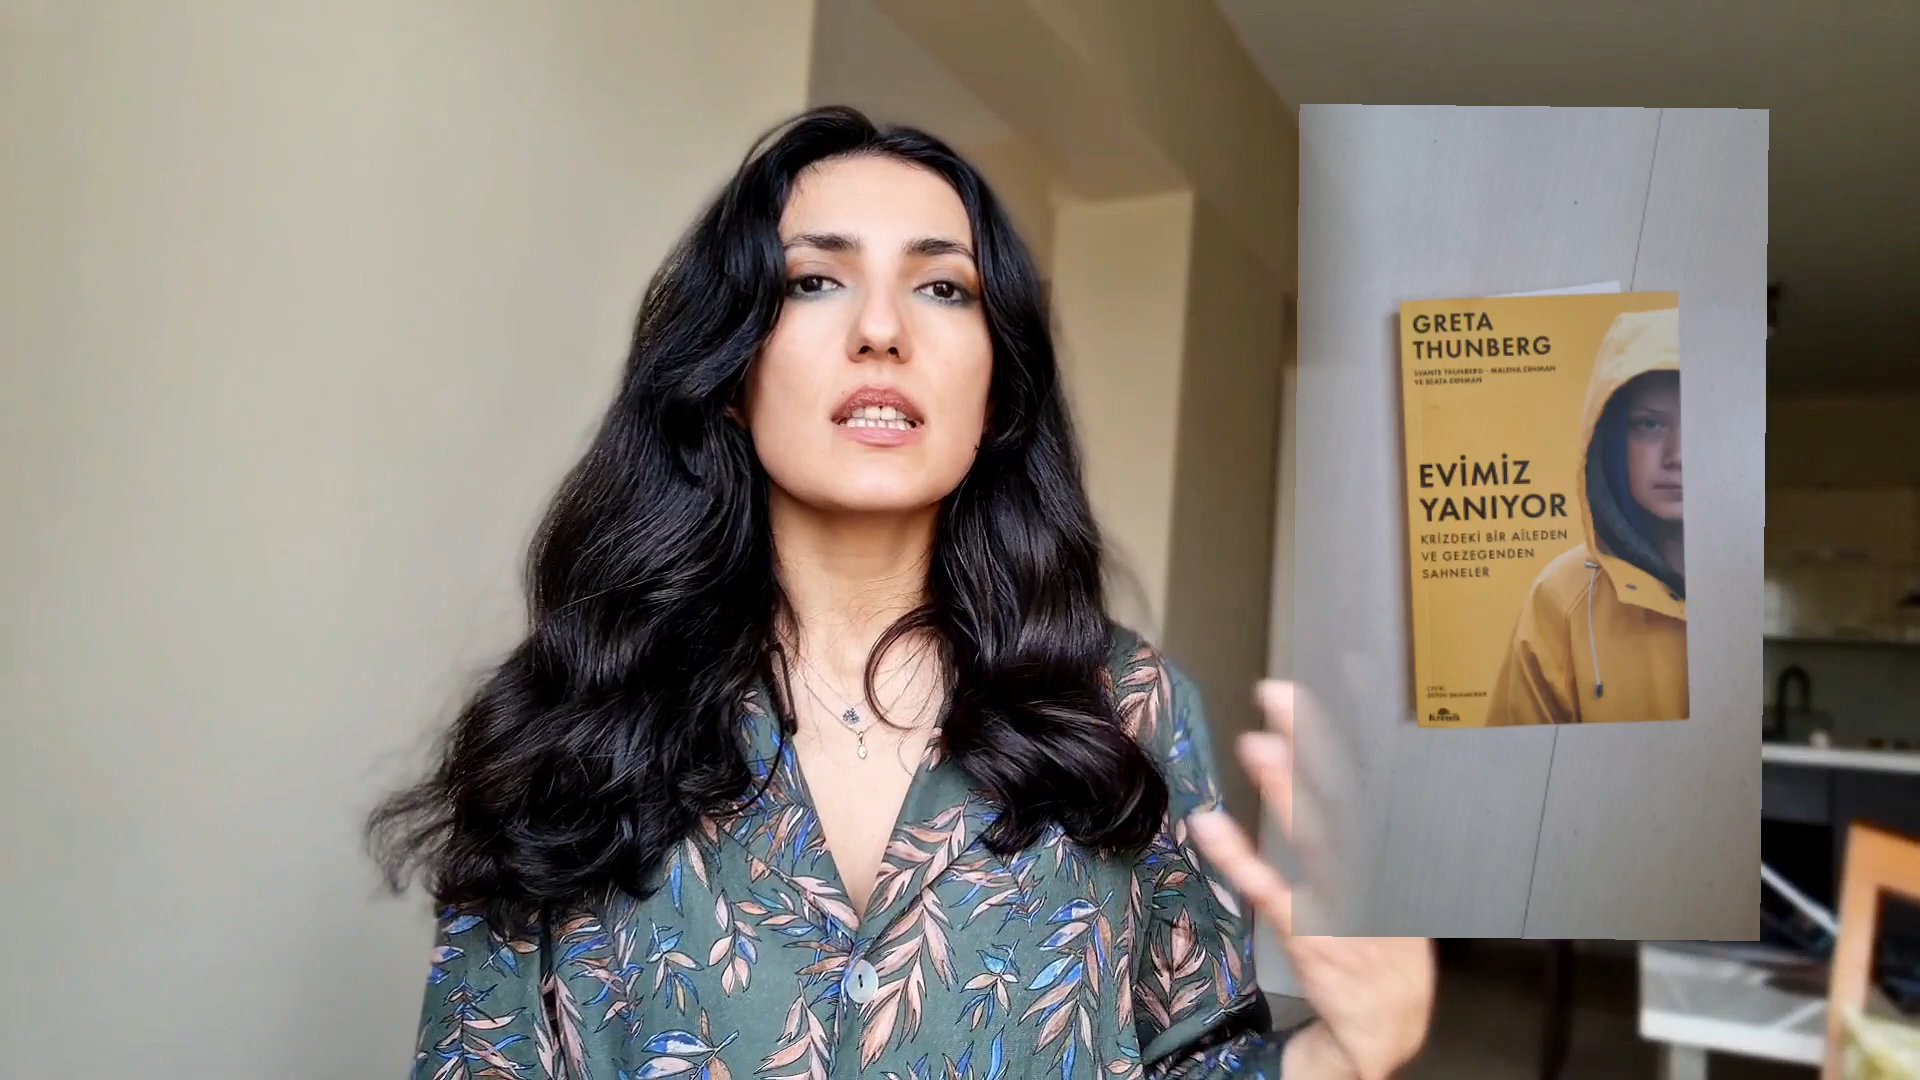 GRETA
THUNBERG
SVANTE THUNBERG – MALENA ERNMAN
VE BEATA ERNMAN
EVİMİZ
YANIYOR
KRİZDEKİ BİR AİLEDEN
VE GEZEGENDEN
SAHNELER
Kronik